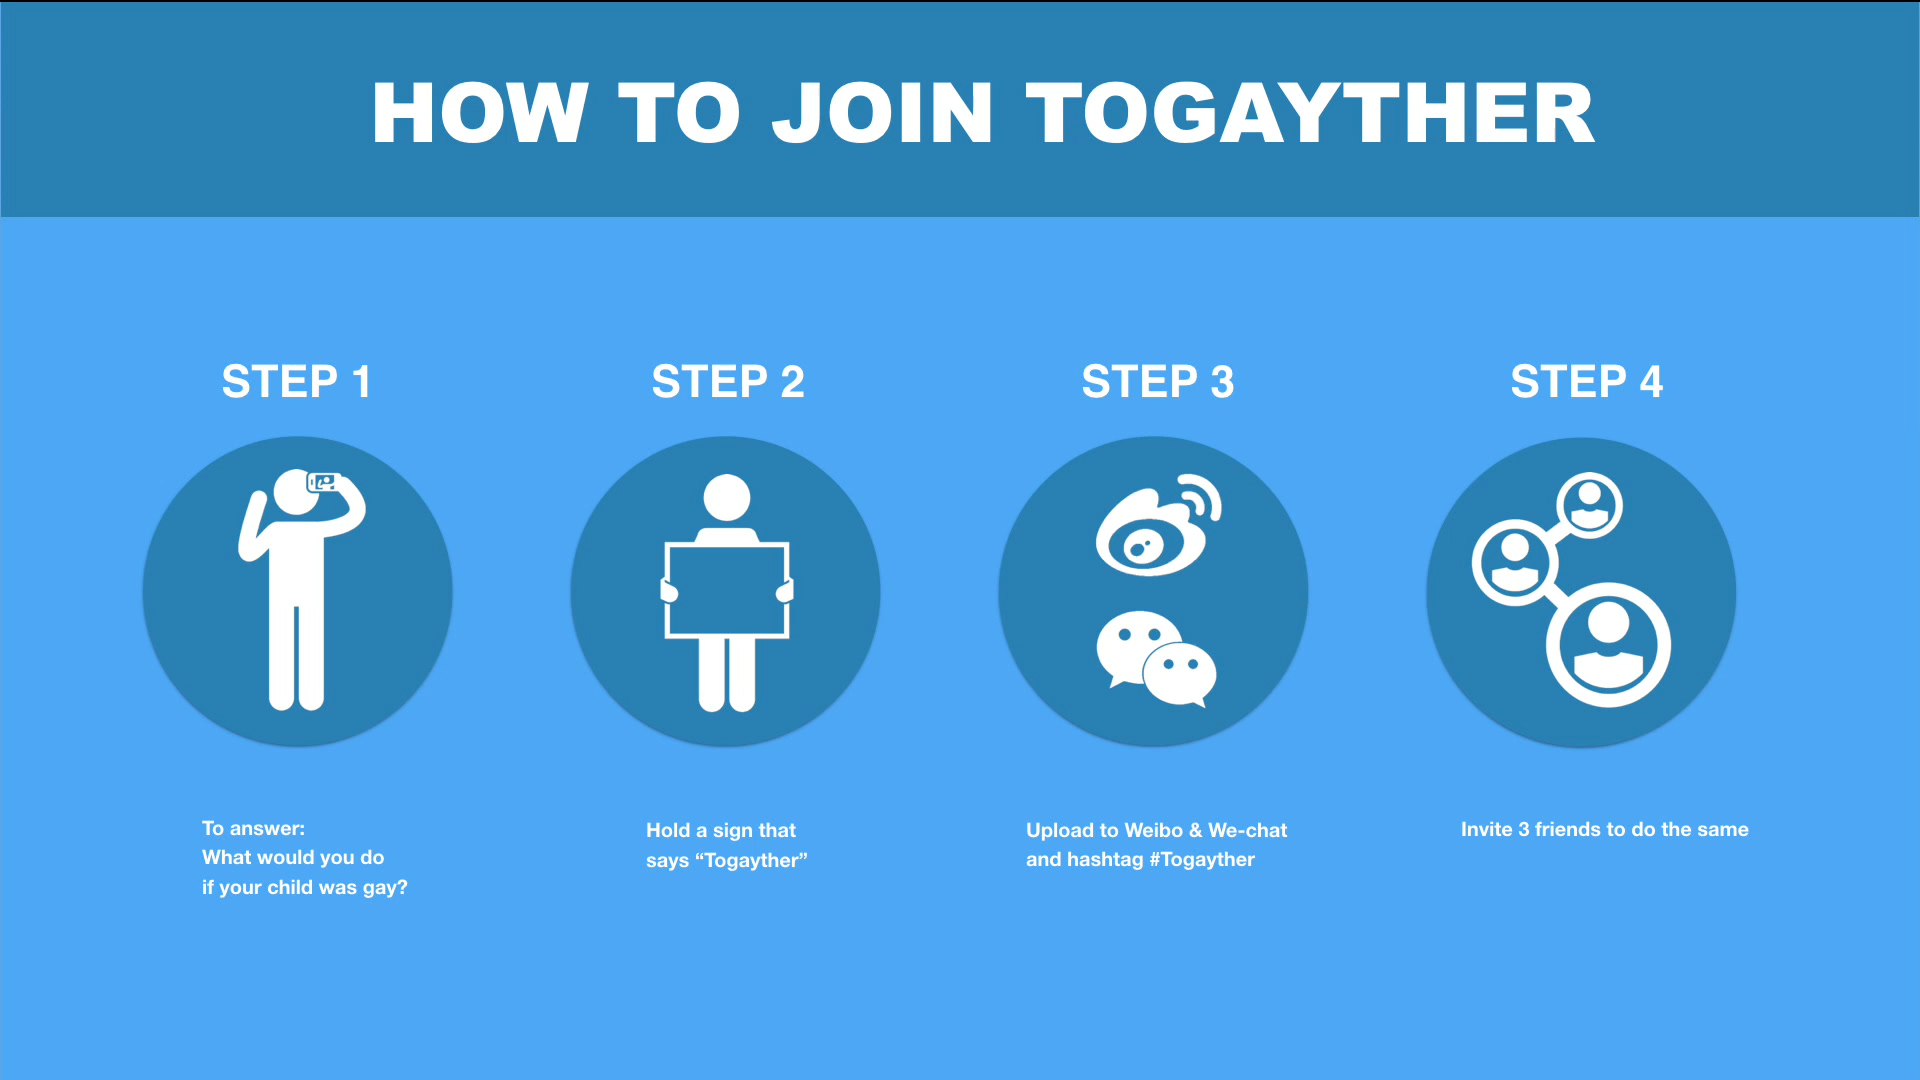 HOW TO JOIN TOGAYTHER
STEP 1
To answer:
What would you do
if your child was gay?
STEP 2
Hold a sign that
says “Togayther”
STEP 3
Upload to Weibo & We-chat
and hashtag #Togayther
STEP 4
Invite 3 friends to do the same